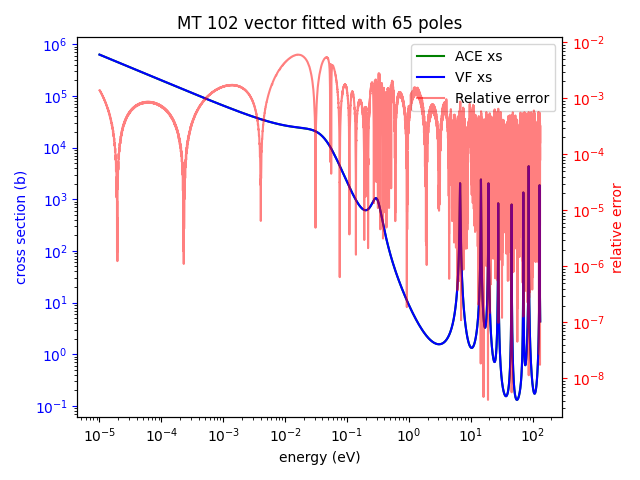 MT 102 vector fitted with 65 poles
ACE xs
VF xs
Relative error
cross section (b)
10^6
10^5
10^4
10^3
10^2
10^1
10^0
10^-1
relative error
10^-2
10^-3
10^-4
10^-5
10^-6
10^-7
10^-8
10^-5 10^-4 10^-3 10^-2 10^-1 10^0 10^1 10^2
energy (eV)